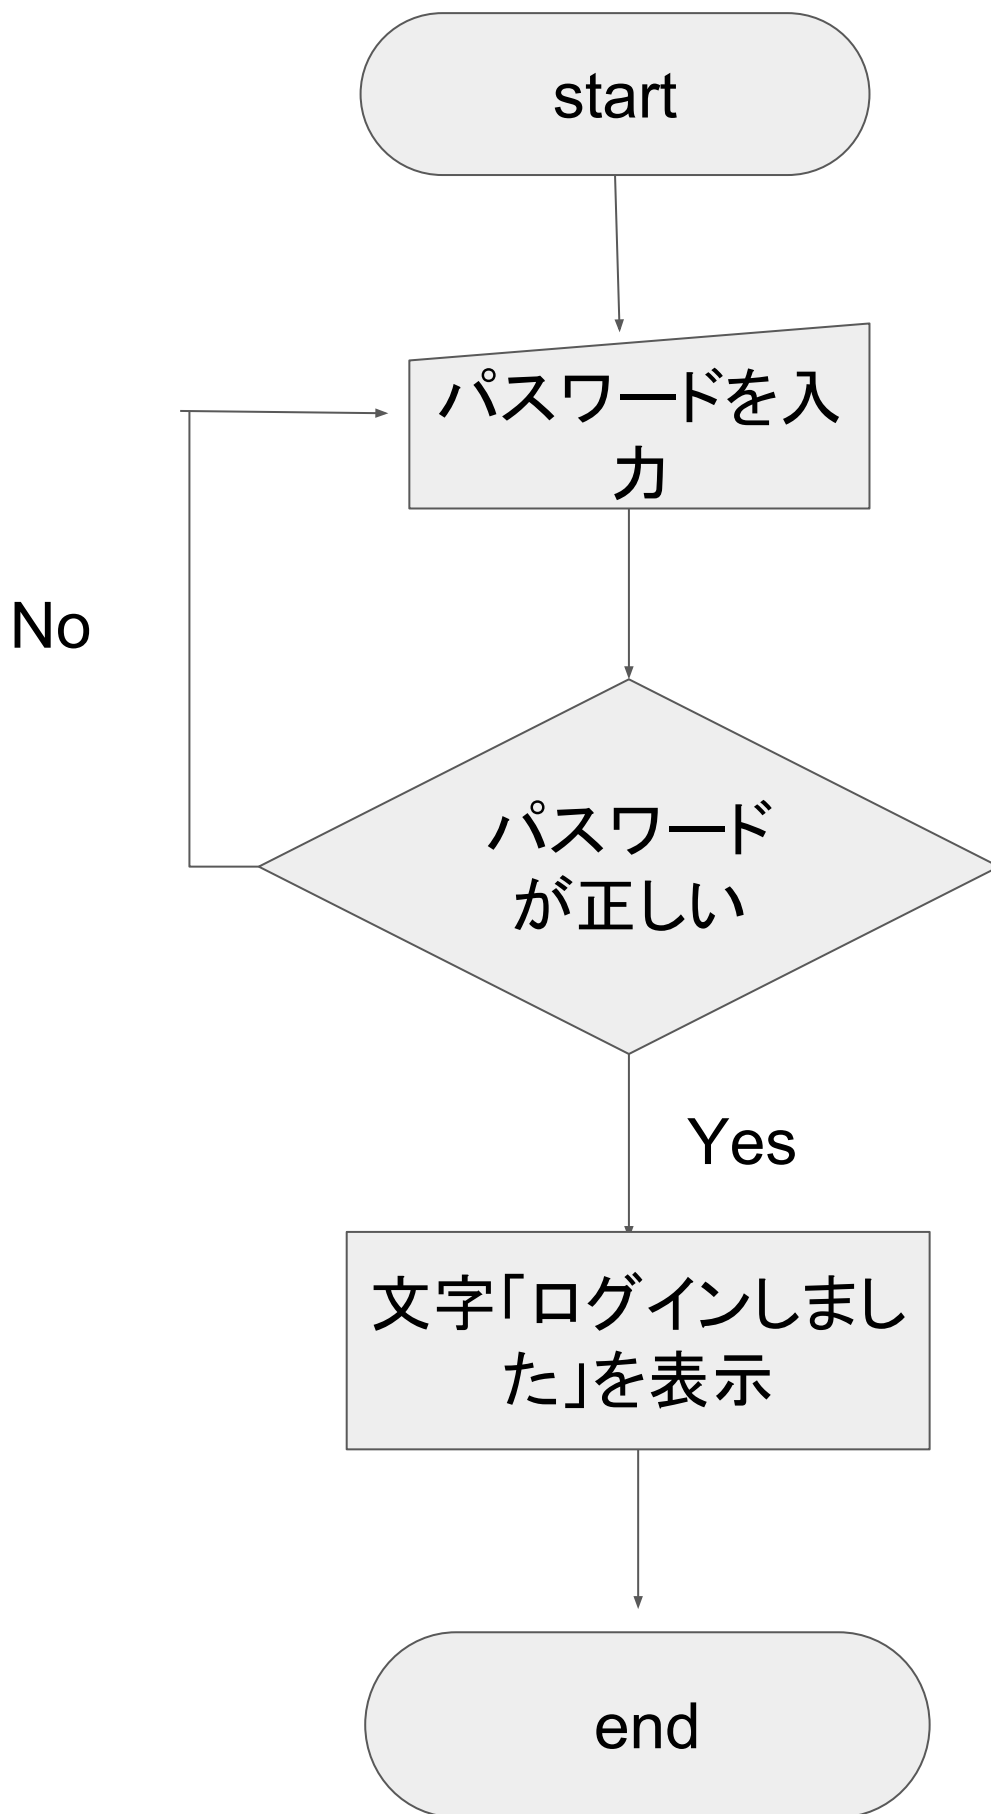 start
パスワードを入
力
No
パスワード
が正しい
Yes
文字「ログインしまし
た」を表示
end